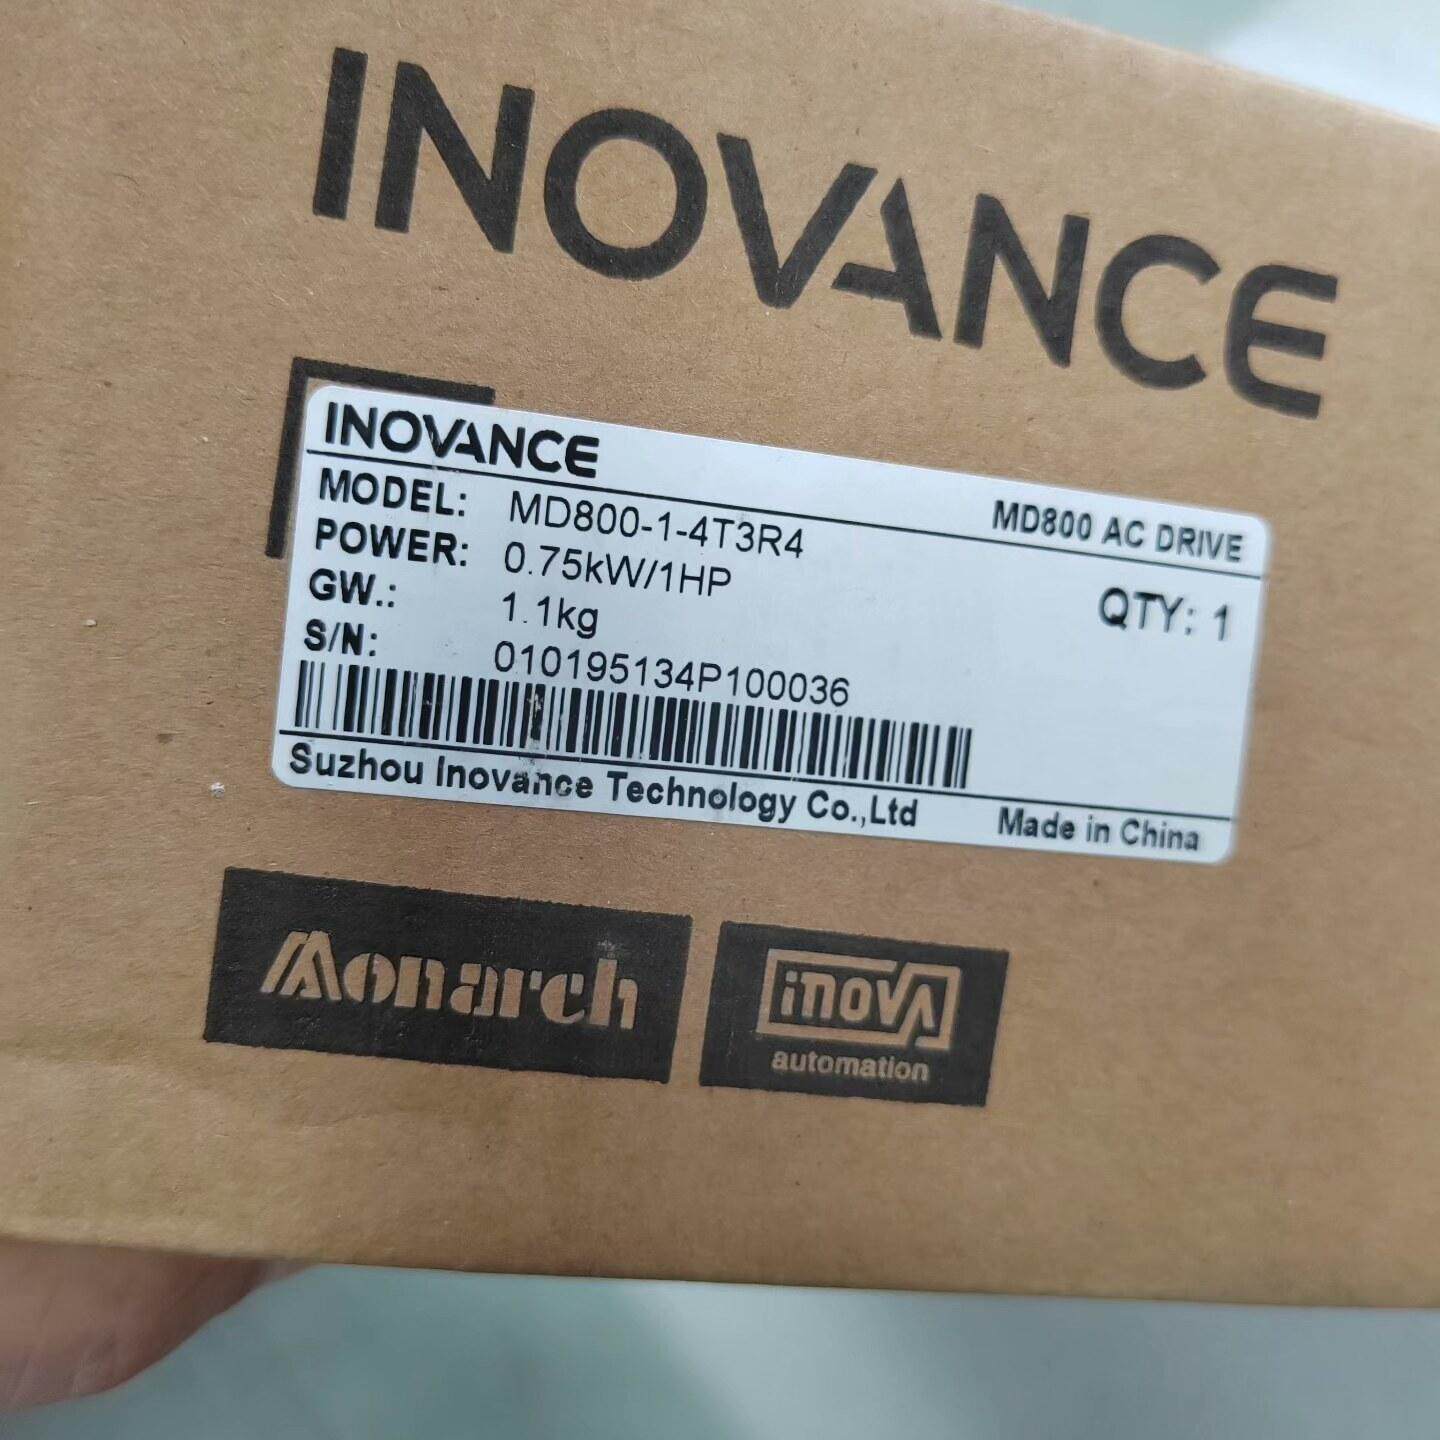 INOVANCE
INOVANCE
MD800 AC DRIVE
MODEL: MD800-1-4T3R4
POWER: 0.75kW/1HP
QTY: 1
GW.: 1.1kg
S/N: 010195134P100036
Suzhou Inovance Technology Co.,Ltd Made in China
Monarch
inovA
automation